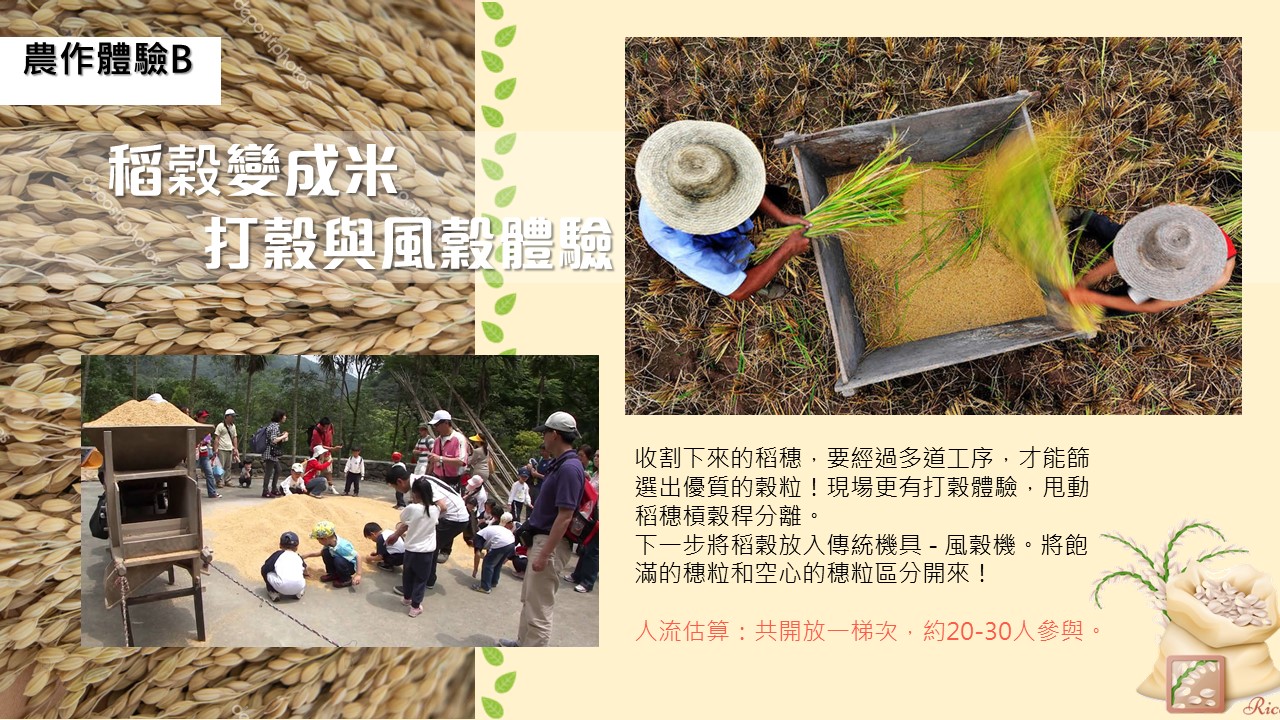 農作體驗B
稻穀變成米
打穀與風穀體驗
收割下來的稻穗，要經過多道工序，才能篩
選出優質的穀粒！現場更有打穀體驗，甩動
稻穗槓穀稈分離。
下一步將稻穀放入傳統機具－風穀機。將飽
滿的穗粒和空心的穗粒區分開來！
人流估算：共開放一梯次，約20-30人參與。
depositphotos
depositphotos